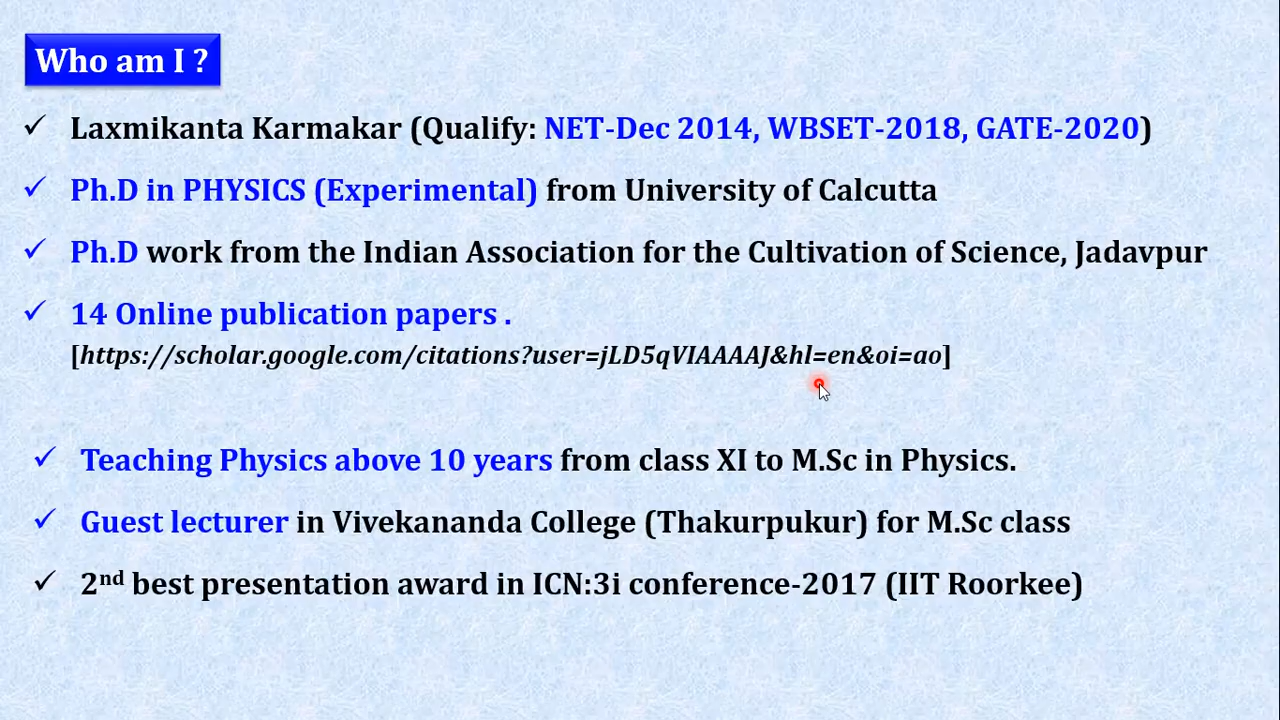 Who am I ?
Laxmikanta Karmakar (Qualify: NET-Dec 2014, WBSET-2018, GATE-2020)
Ph.D in PHYSICS (Experimental) from University of Calcutta
Ph.D work from the Indian Association for the Cultivation of Science, Jadavpur
14 Online publication papers .
[https://scholar.google.com/citations?user=jLD5qVIAAAAJ&hl=en&oi=ao]
Teaching Physics above 10 years from class XI to M.Sc in Physics.
Guest lecturer in Vivekananda College (Thakurpukur) for M.Sc class
2nd best presentation award in ICN:3i conference-2017 (IIT Roorkee)